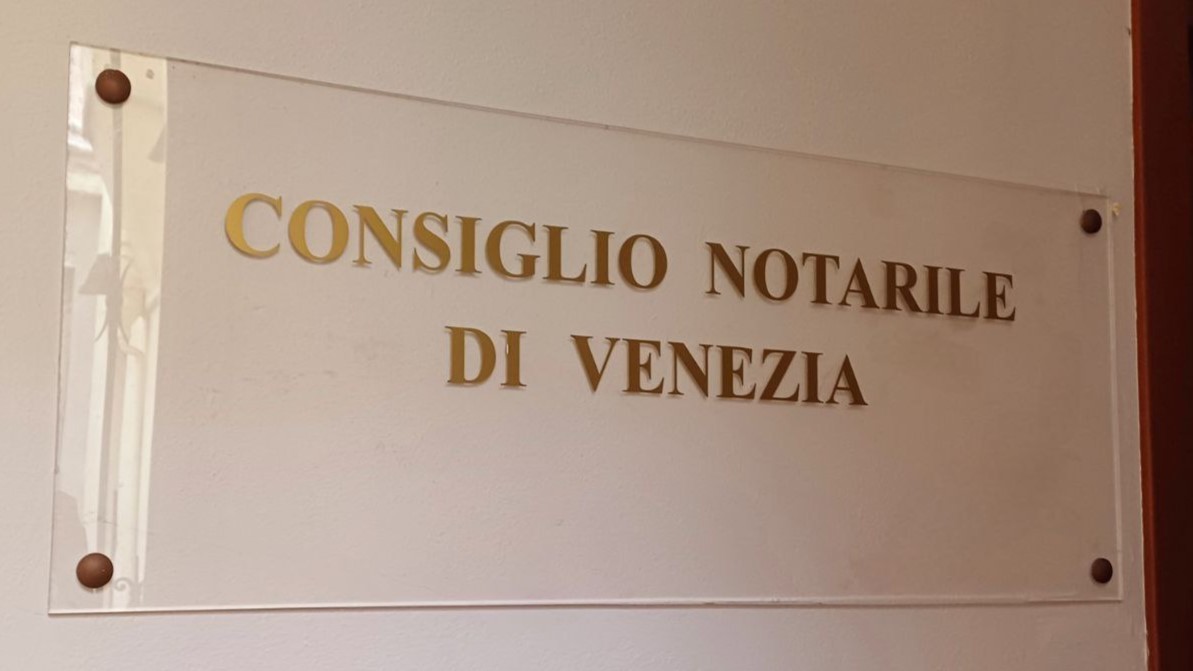 CONSIGLIO NOTARILE
DI VENEZIA